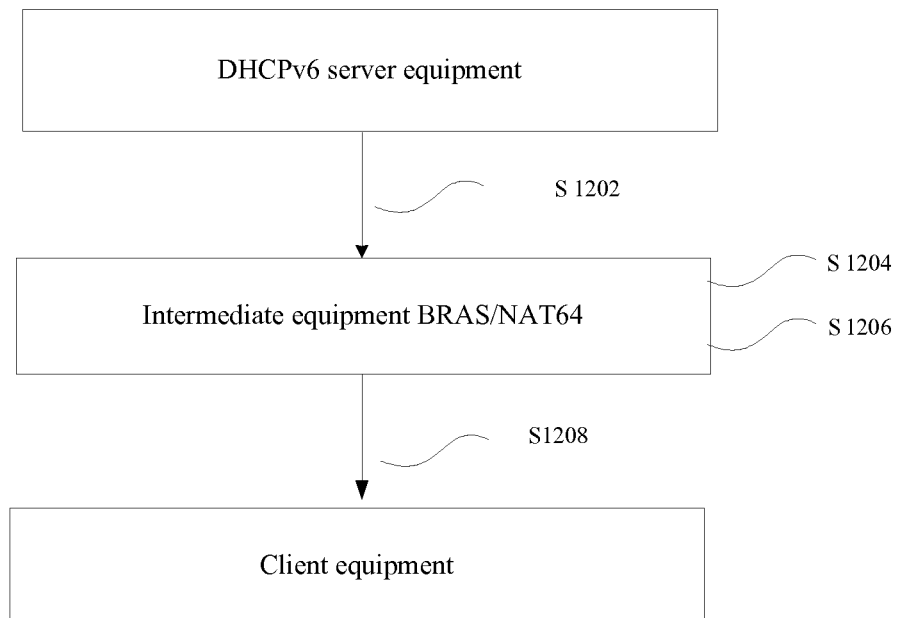 DHCPv6 server equipment
S 1202
Intermediate equipment BRAS/NAT64
S 1204
S 1206
S1208
Client equipment